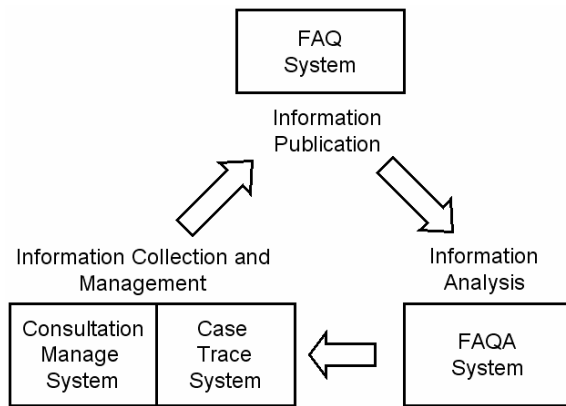 FAQ
System
Information
Publication
Information Collection and
Management
Information
Analysis
Consultation
Manage
System
Case
Trace
System
FAQA
System